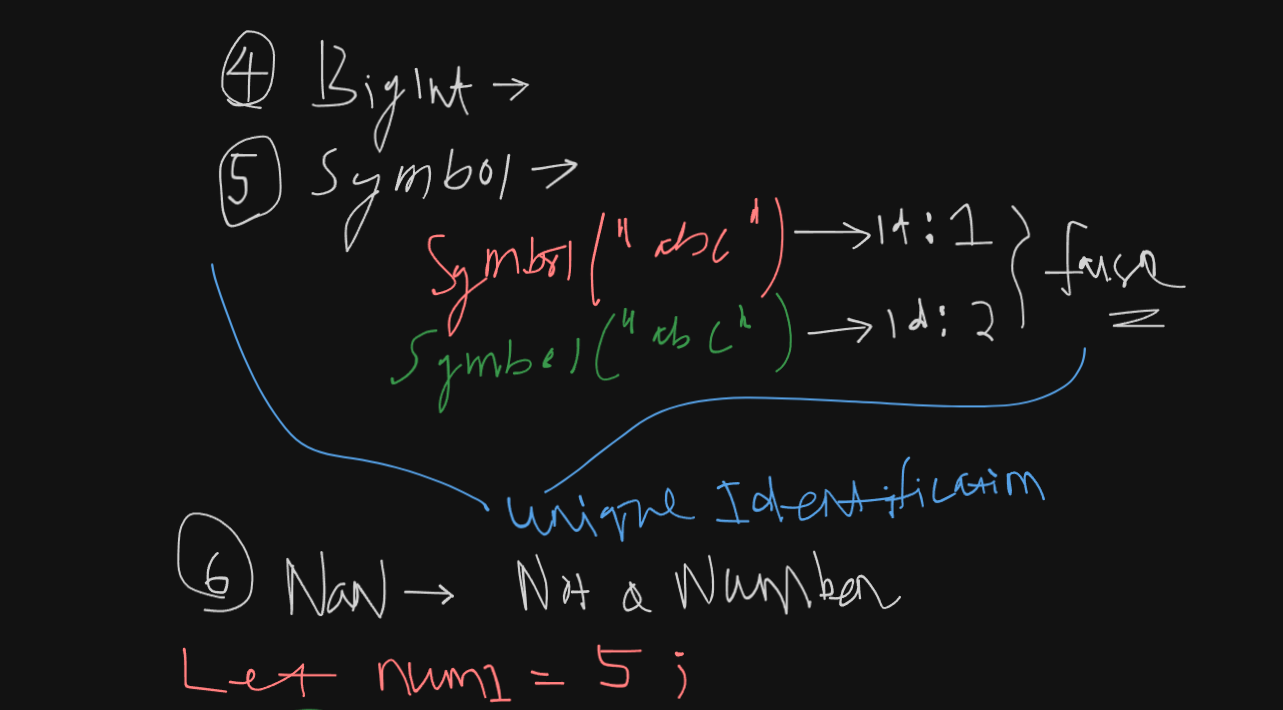 ④ BigInt →
⑤ Symbol →
Symbol("abc") → Id: 1
Symbol("abc") → Id: 2 } false
Unique Identification
⑥ NaN → Not a Number
Let num1 = 5;